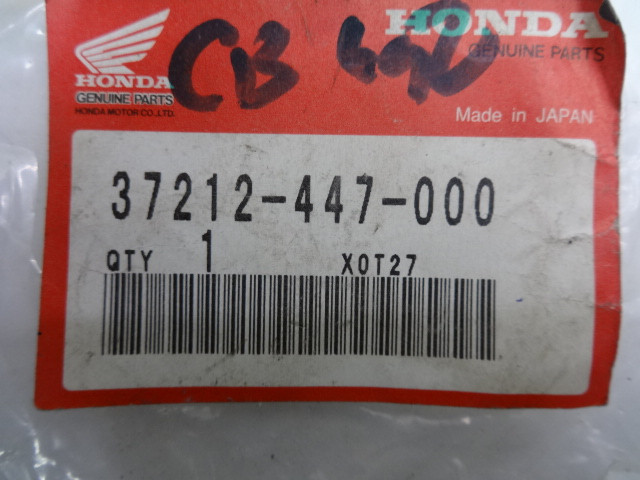 HONDA
GENUINE PARTS
HONDA MOTOR CO., LTD.
CB
HONDA
GENUINE PARTS
Made in JAPAN
37212-447-000
QTY 1 X0T27